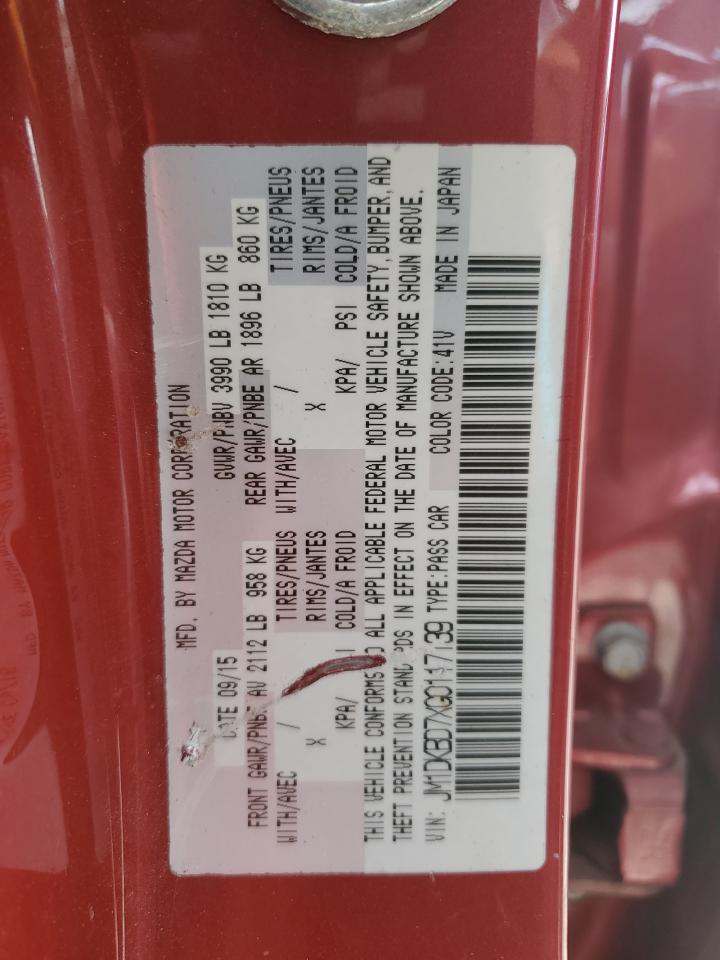 MFD. BY MAZDA MOTOR CORPORATION
DATE 09/15 GVWR/PNBV 3990 LB 1810 KG
FRONT GAWR/PNBE AV 2112 LB 958 KG REAR GAWR/PNBE AR 1896 LB 860 KG
WITH/AVEC / TIRES/PNEUS WITH/AVEC / TIRES/PNEUS
X RIMS/JANTES X RIMS/JANTES
KPA/ COLD/A FROID KPA/ PSI COLD/A FROID
THIS VEHICLE CONFORMS TO ALL APPLICABLE FEDERAL MOTOR VEHICLE SAFETY, BUMPER, AND
THEFT PREVENTION STANDARDS IN EFFECT ON THE DATE OF MANUFACTURE SHOWN ABOVE.
VIN: JM1DKBD7XG0117139 TYPE:PASS CAR COLOR CODE:41V MADE IN JAPAN